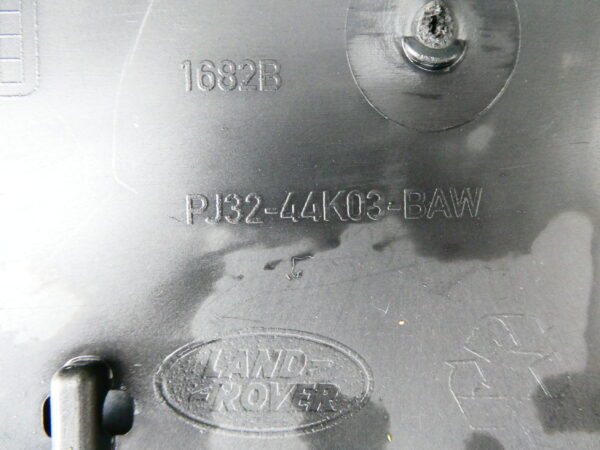 1682B
PJ32-44K03-BAW
LAND-
-ROVER